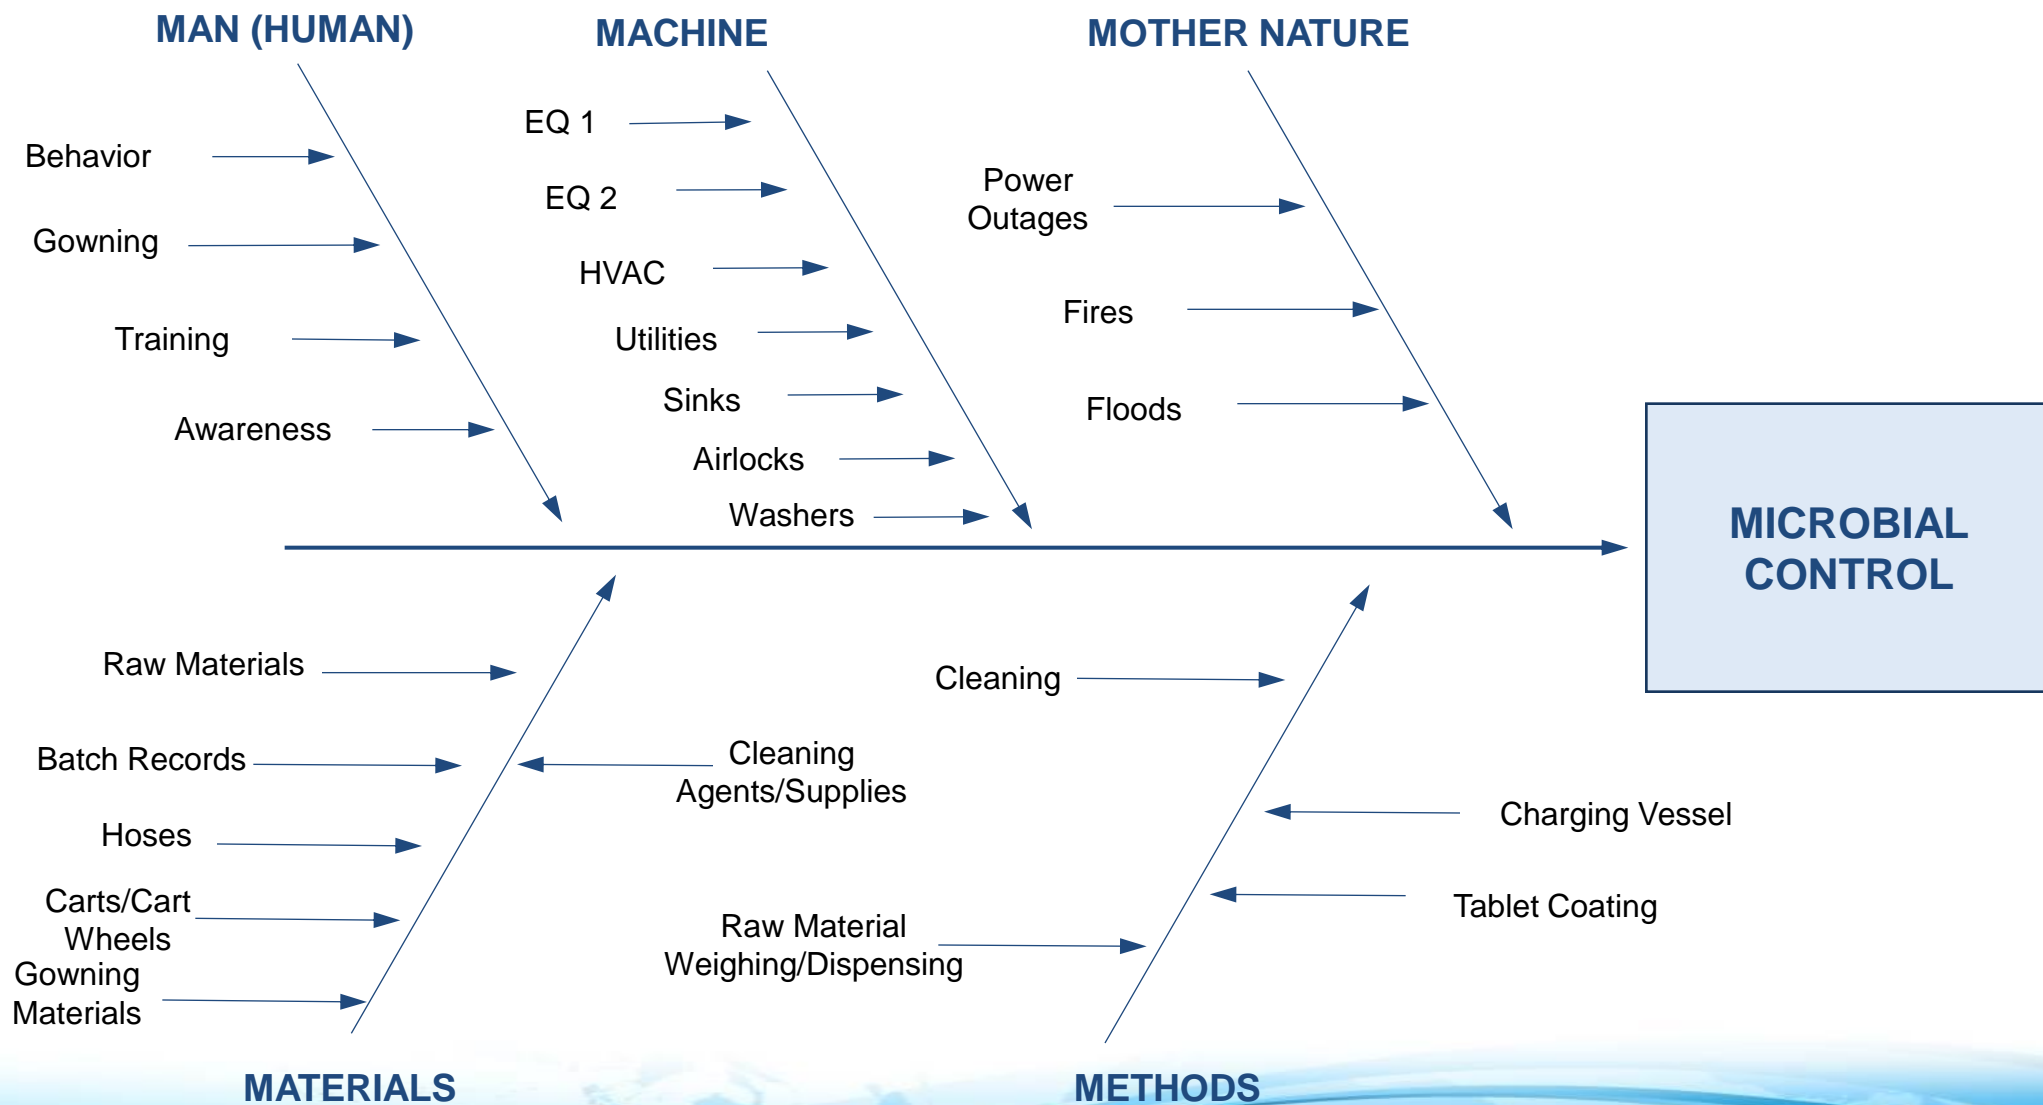 MAN (HUMAN)
MACHINE
MOTHER NATURE
Behavior
Gowning
Training
Awareness
EQ 1
EQ 2
HVAC
Utilities
Sinks
Airlocks
Washers
Power
Outages
Fires
Floods
MICROBIAL
CONTROL
Raw Materials
Batch Records
Hoses
Carts/Cart
Wheels
Gowning
Materials
Cleaning
Agents/Supplies
Cleaning
Raw Material
Weighing/Dispensing
Charging Vessel
Tablet Coating
MATERIALS
METHODS